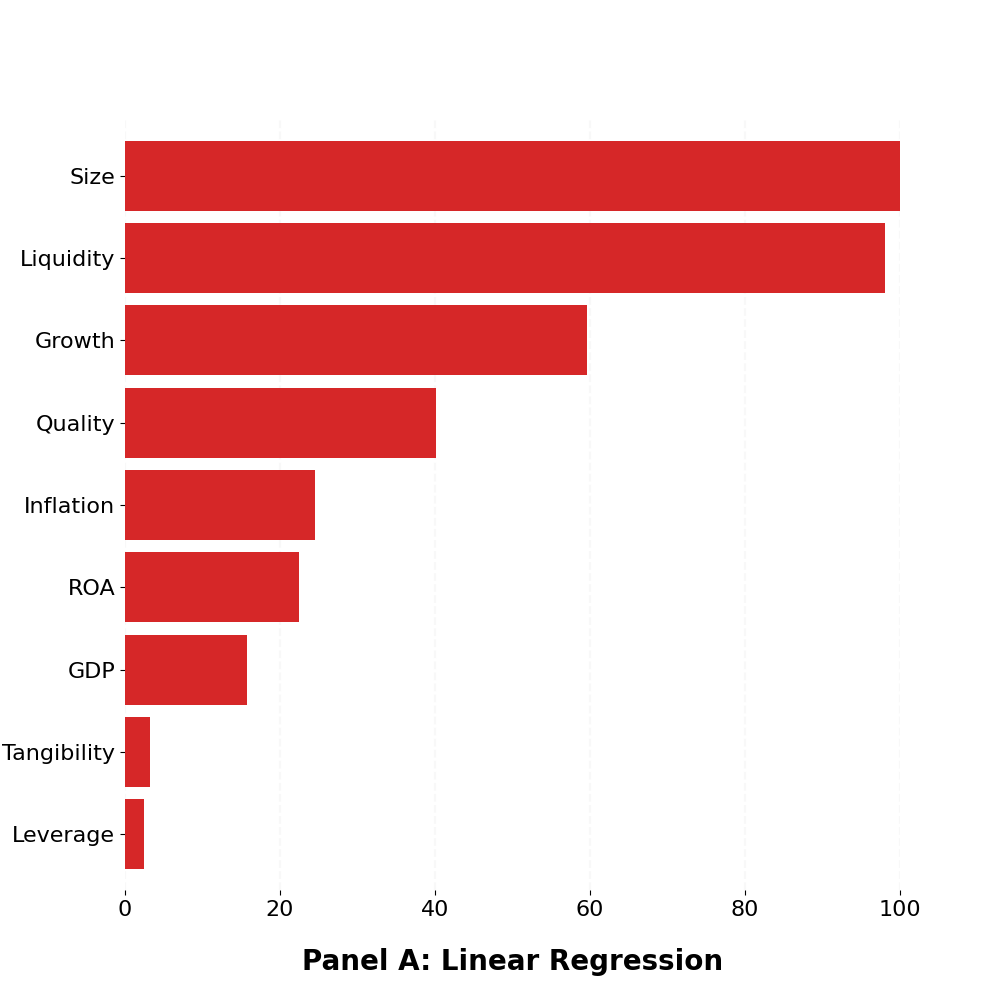 Size
Liquidity
Growth
Quality
Inflation
ROA
GDP
Tangibility
Leverage
0 20 40 60 80 100
Panel A: Linear Regression